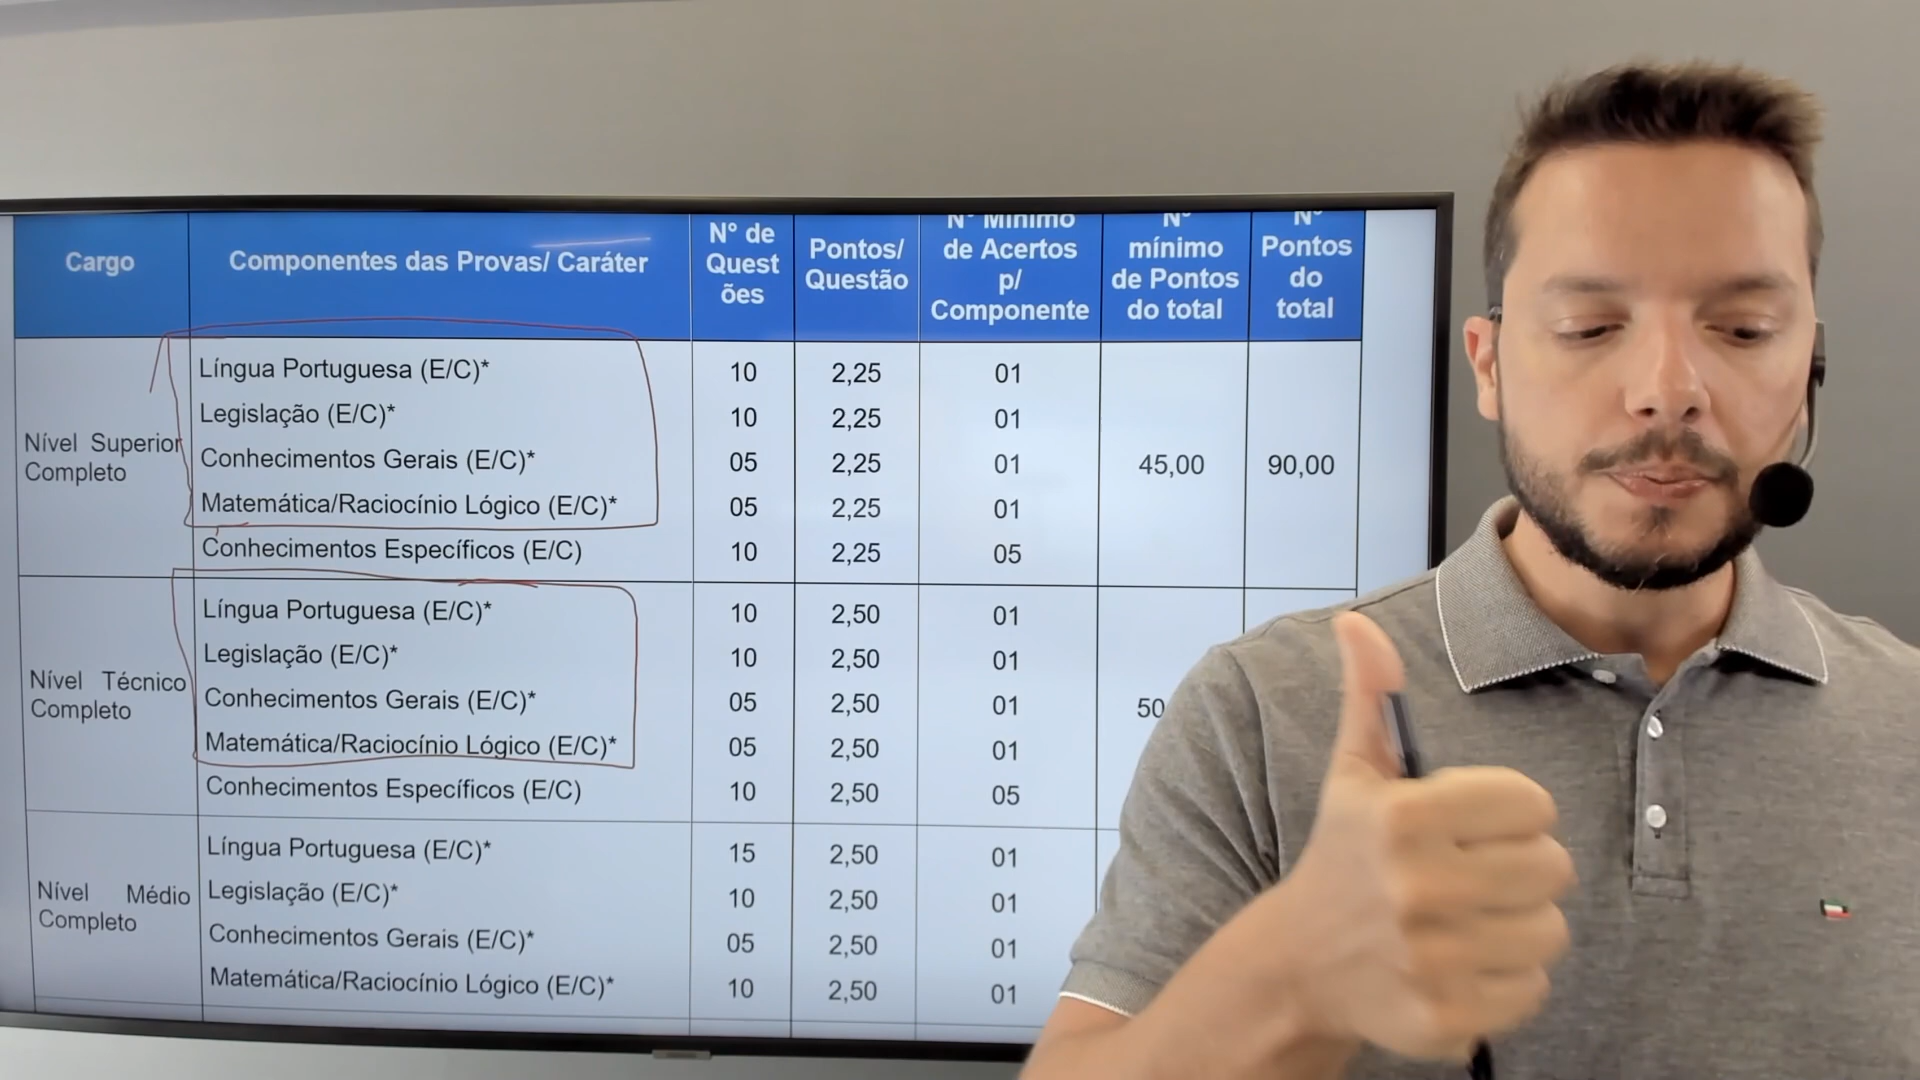 Cargo
Componentes das Provas/ Caráter
N° de
Quest
ões
Pontos/
Questão
N° Mínimo
de Acertos
p/
Componente
N°
mínimo
de Pontos
do total
N°
Pontos
do
total
Nível Superior
Completo
Língua Portuguesa (E/C)* 10 2,25 01
Legislação (E/C)* 10 2,25 01
Conhecimentos Gerais (E/C)* 05 2,25 01
Matemática/Raciocínio Lógico (E/C)* 05 2,25 01
Conhecimentos Específicos (E/C) 10 2,25 05
45,00 90,00
Nível Técnico
Completo
Língua Portuguesa (E/C)* 10 2,50 01
Legislação (E/C)* 10 2,50 01
Conhecimentos Gerais (E/C)* 05 2,50 01
Matemática/Raciocínio Lógico (E/C)* 05 2,50 01
Conhecimentos Específicos (E/C) 10 2,50 05
50
Nível Médio
Completo
Língua Portuguesa (E/C)* 15 2,50 01
Legislação (E/C)* 10 2,50 01
Conhecimentos Gerais (E/C)* 05 2,50 01
Matemática/Raciocínio Lógico (E/C)* 10 2,50 01